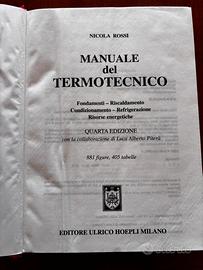 NICOLA ROSSI
MANUALE
del
TERMOTECNICO
Fondamenti – Riscaldamento
Condizionamento – Refrigerazione
Risorse energetiche
QUARTA EDIZIONE
con la collaborazione di Luca Alberto Piterà
883 figure, 405 tabelle
EDITORE ULRICO HOEPLI MILANO